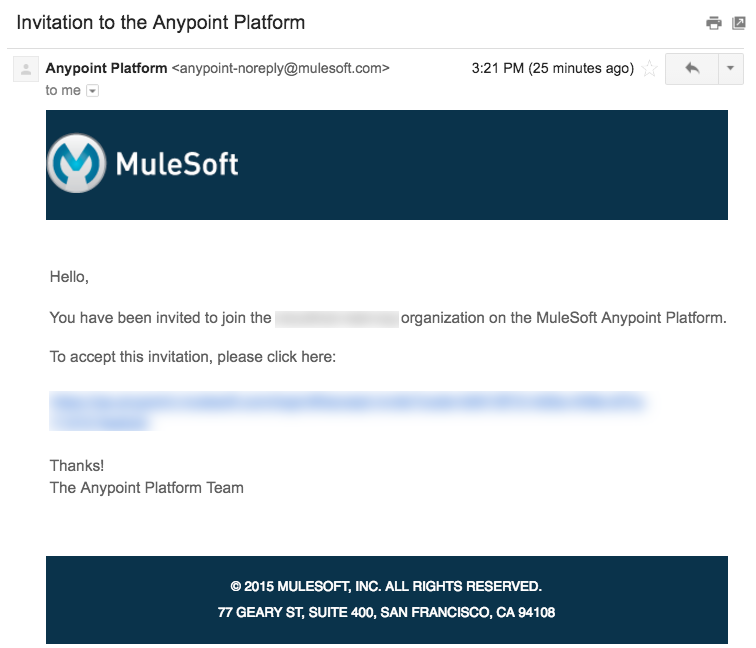 Invitation to the Anypoint Platform
Anypoint Platform <anypoint-noreply@mulesoft.com> 3:21 PM (25 minutes ago)
to me
MuleSoft
Hello,
You have been invited to join the organization on the MuleSoft Anypoint Platform.
To accept this invitation, please click here:
Thanks!
The Anypoint Platform Team
© 2015 MULESOFT, INC. ALL RIGHTS RESERVED.
77 GEARY ST, SUITE 400, SAN FRANCISCO, CA 94108